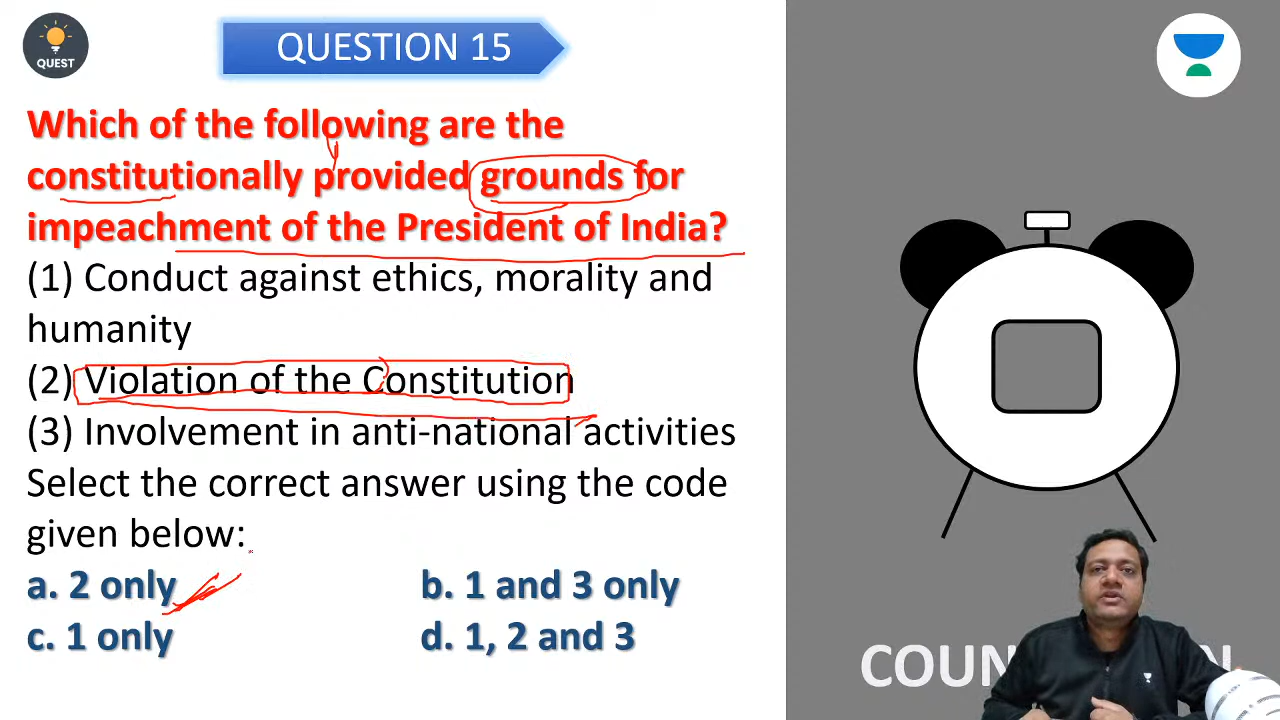 QUEST
QUESTION 15
Which of the following are the
constitutionally provided grounds for
impeachment of the President of India?
(1) Conduct against ethics, morality and
humanity
(2) Violation of the Constitution
(3) Involvement in anti-national activities
Select the correct answer using the code
given below:
a. 2 only
b. 1 and 3 only
c. 1 only
d. 1, 2 and 3